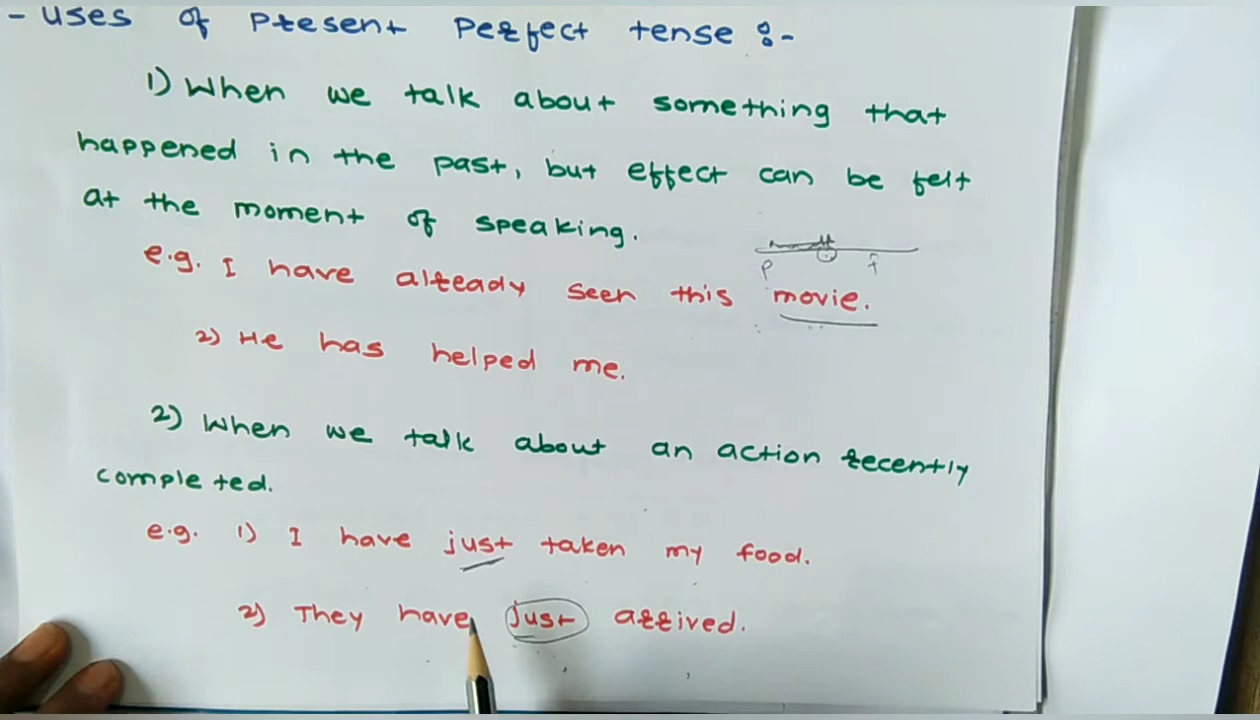 - Uses of Present Perfect tense :-
1) When we talk about something that
happened in the past, but effect can be felt
at the moment of speaking.
P F
e.g. I have already seen this movie.
2) He has helped me.
2) When we talk about an action recently
completed.
e.g. 1) I have just taken my food.
2) They have just arrived.